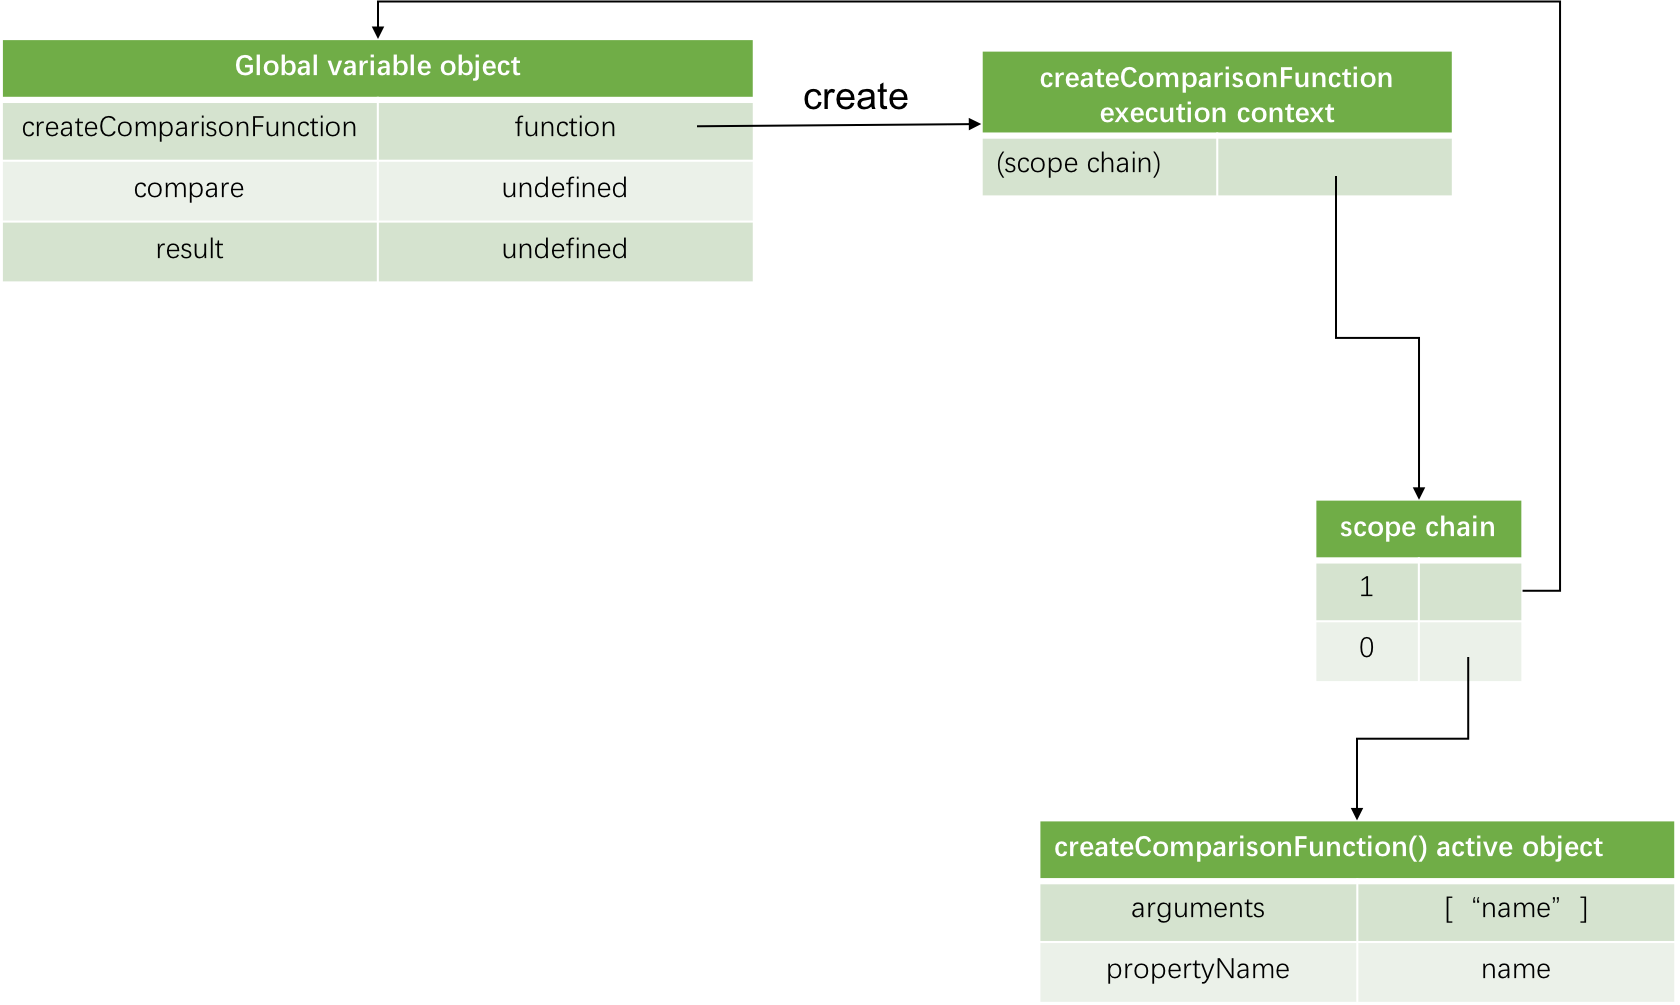 Global variable object
createComparisonFunction function
compare undefined
result undefined
create
createComparisonFunction
execution context
(scope chain)
scope chain
1
0
createComparisonFunction() active object
arguments [ “name” ]
propertyName name